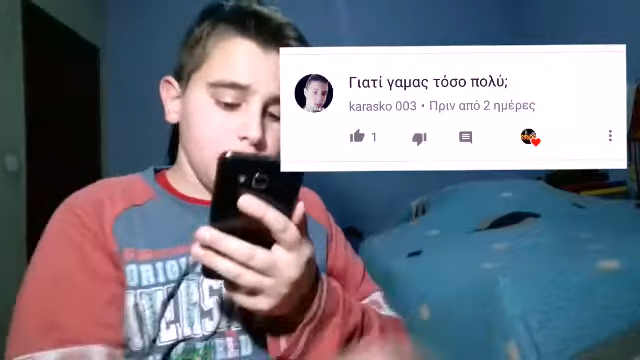 Γιατί γαμας τόσο πολύ;
karasko 003 • Πριν από 2 ημέρες
1